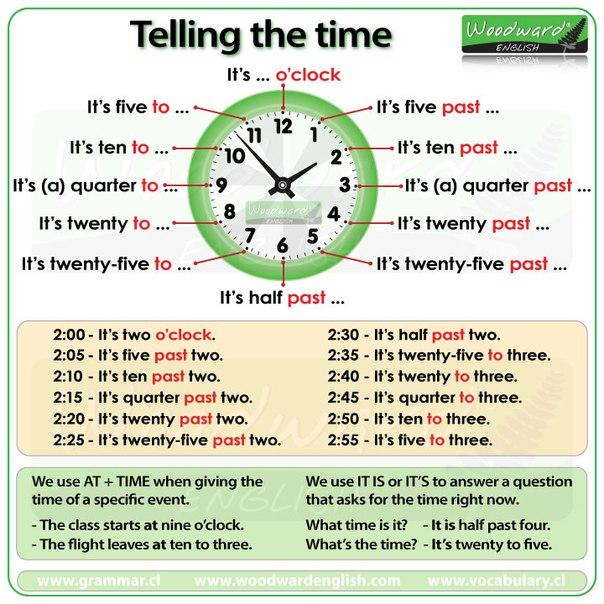 Telling the time
Woodward®
ENGLISH
It's ... o'clock
It's five to ...
It's five past ...
It's ten to ...
It's ten past ...
It's (a) quarter to ...
It's (a) quarter past ...
It's twenty to ...
It's twenty past ...
It's twenty-five to ...
It's twenty-five past ...
It's half past ...
12
1
2
3
4
5
6
7
8
9
10
11
Woodward®
ENGLISH
2:00 - It's two o'clock.
2:05 - It's five past two.
2:10 - It's ten past two.
2:15 - It's quarter past two.
2:20 - It's twenty past two.
2:25 - It's twenty-five past two.
2:30 - It's half past two.
2:35 - It's twenty-five to three.
2:40 - It's twenty to three.
2:45 - It's quarter to three.
2:50 - It's ten to three.
2:55 - It's five to three.
We use AT + TIME when giving the
time of a specific event.
- The class starts at nine o'clock.
- The flight leaves at ten to three.
We use IT IS or IT'S to answer a question
that asks for the time right now.
What time is it? - It is half past four.
What's the time? - It's twenty to five.
www.grammar.cl www.woodwardenglish.com www.vocabulary.cl